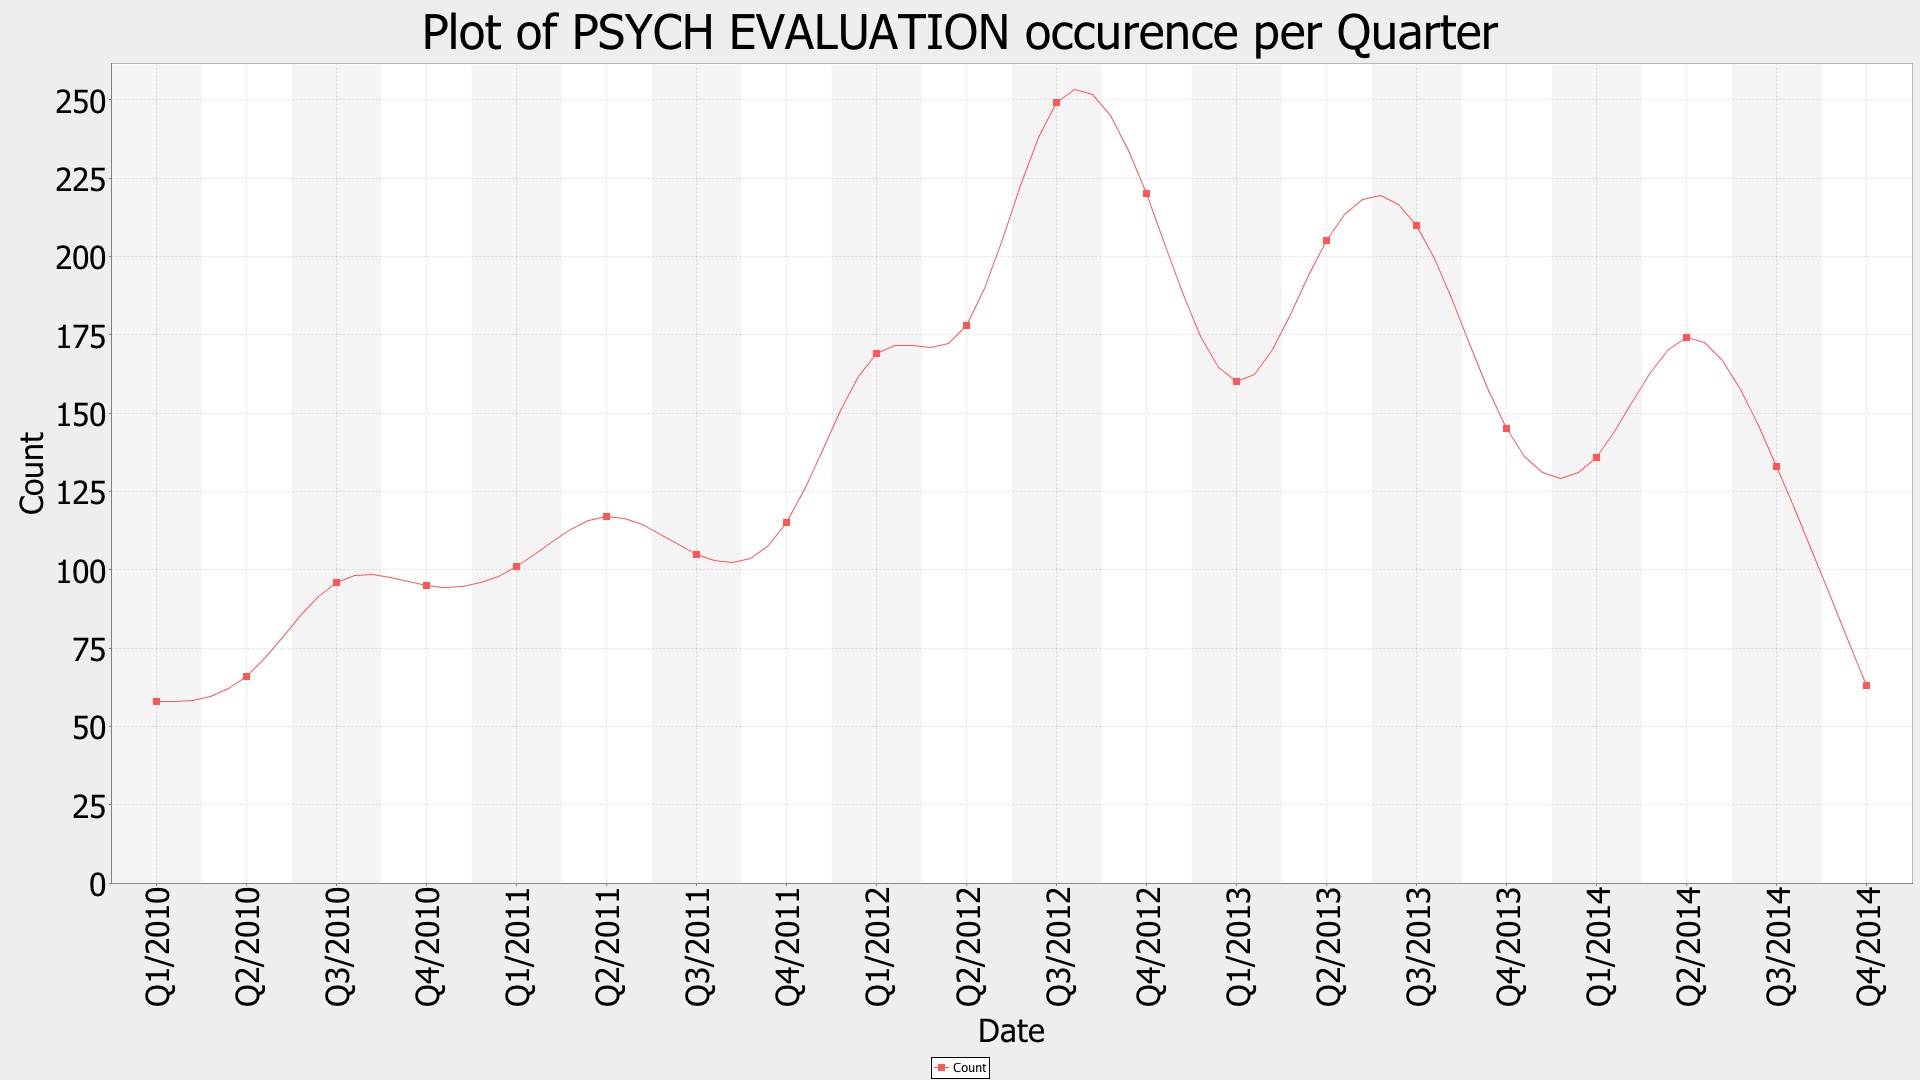 Plot of PSYCH EVALUATION occurence per Quarter
Count
250
225
200
175
150
125
100
75
50
25
0
Q1/2010
Q2/2010
Q3/2010
Q4/2010
Q1/2011
Q2/2011
Q3/2011
Q4/2011
Q1/2012
Q2/2012
Q3/2012
Q4/2012
Q1/2013
Q2/2013
Q3/2013
Q4/2013
Q1/2014
Q2/2014
Q3/2014
Q4/2014
Date
Count